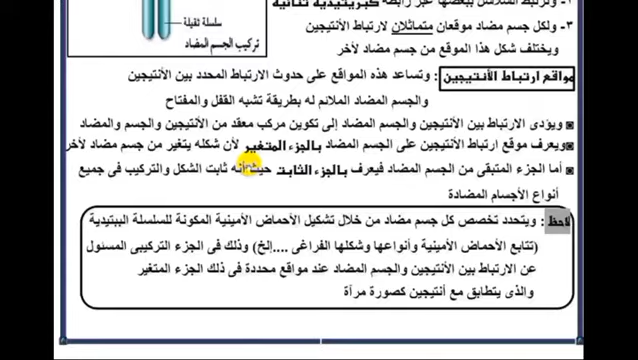 وترتبط السلاسل ببعضها عبر رابطة كبريتيدية ثنائية
٣- ولكل جسم مضاد موقعان متماثلان لارتباط الأنتيجين
ويختلف شكل هذا الموقع من جسم مضاد لآخر
سلسلة ثقيلة
تركيب الجسم المضاد
مواقع ارتباط الأنتيجين : وتساعد هذه المواقع على حدوث الارتباط المحدد بين الأنتيجين
والجسم المضاد الملائم له بطريقة تشبه القفل والمفتاح
ويؤدى الارتباط بين الأنتيجين والجسم المضاد إلى تكوين مركب معقد من الأنتيجين والجسم والمضاد
ويعرف موقع ارتباط الأنتيجين على الجسم المضاد بالجزء المتغير لأن شكله يتغير من جسم مضاد لآخر
أما الجزء المتبقى من الجسم المضاد فيعرف بالجزء الثابت حيث أنه ثابت الشكل والتركيب فى جميع
أنواع الأجسام المضادة
لاحظ : ويتحدد تخصص كل جسم مضاد من خلال تشكيل الأحماض الأمينية المكونة للسلسلة الببتيدية
(تتابع الأحماض الأمينية وأنواعها وشكلها الفراغى ....إلخ) وذلك فى الجزء التركيبى المسئول
عن الارتباط بين الأنتيجين والجسم المضاد عند مواقع محددة فى ذلك الجزء المتغير
والذى يتطابق مع أنتيجين كصورة مرآة